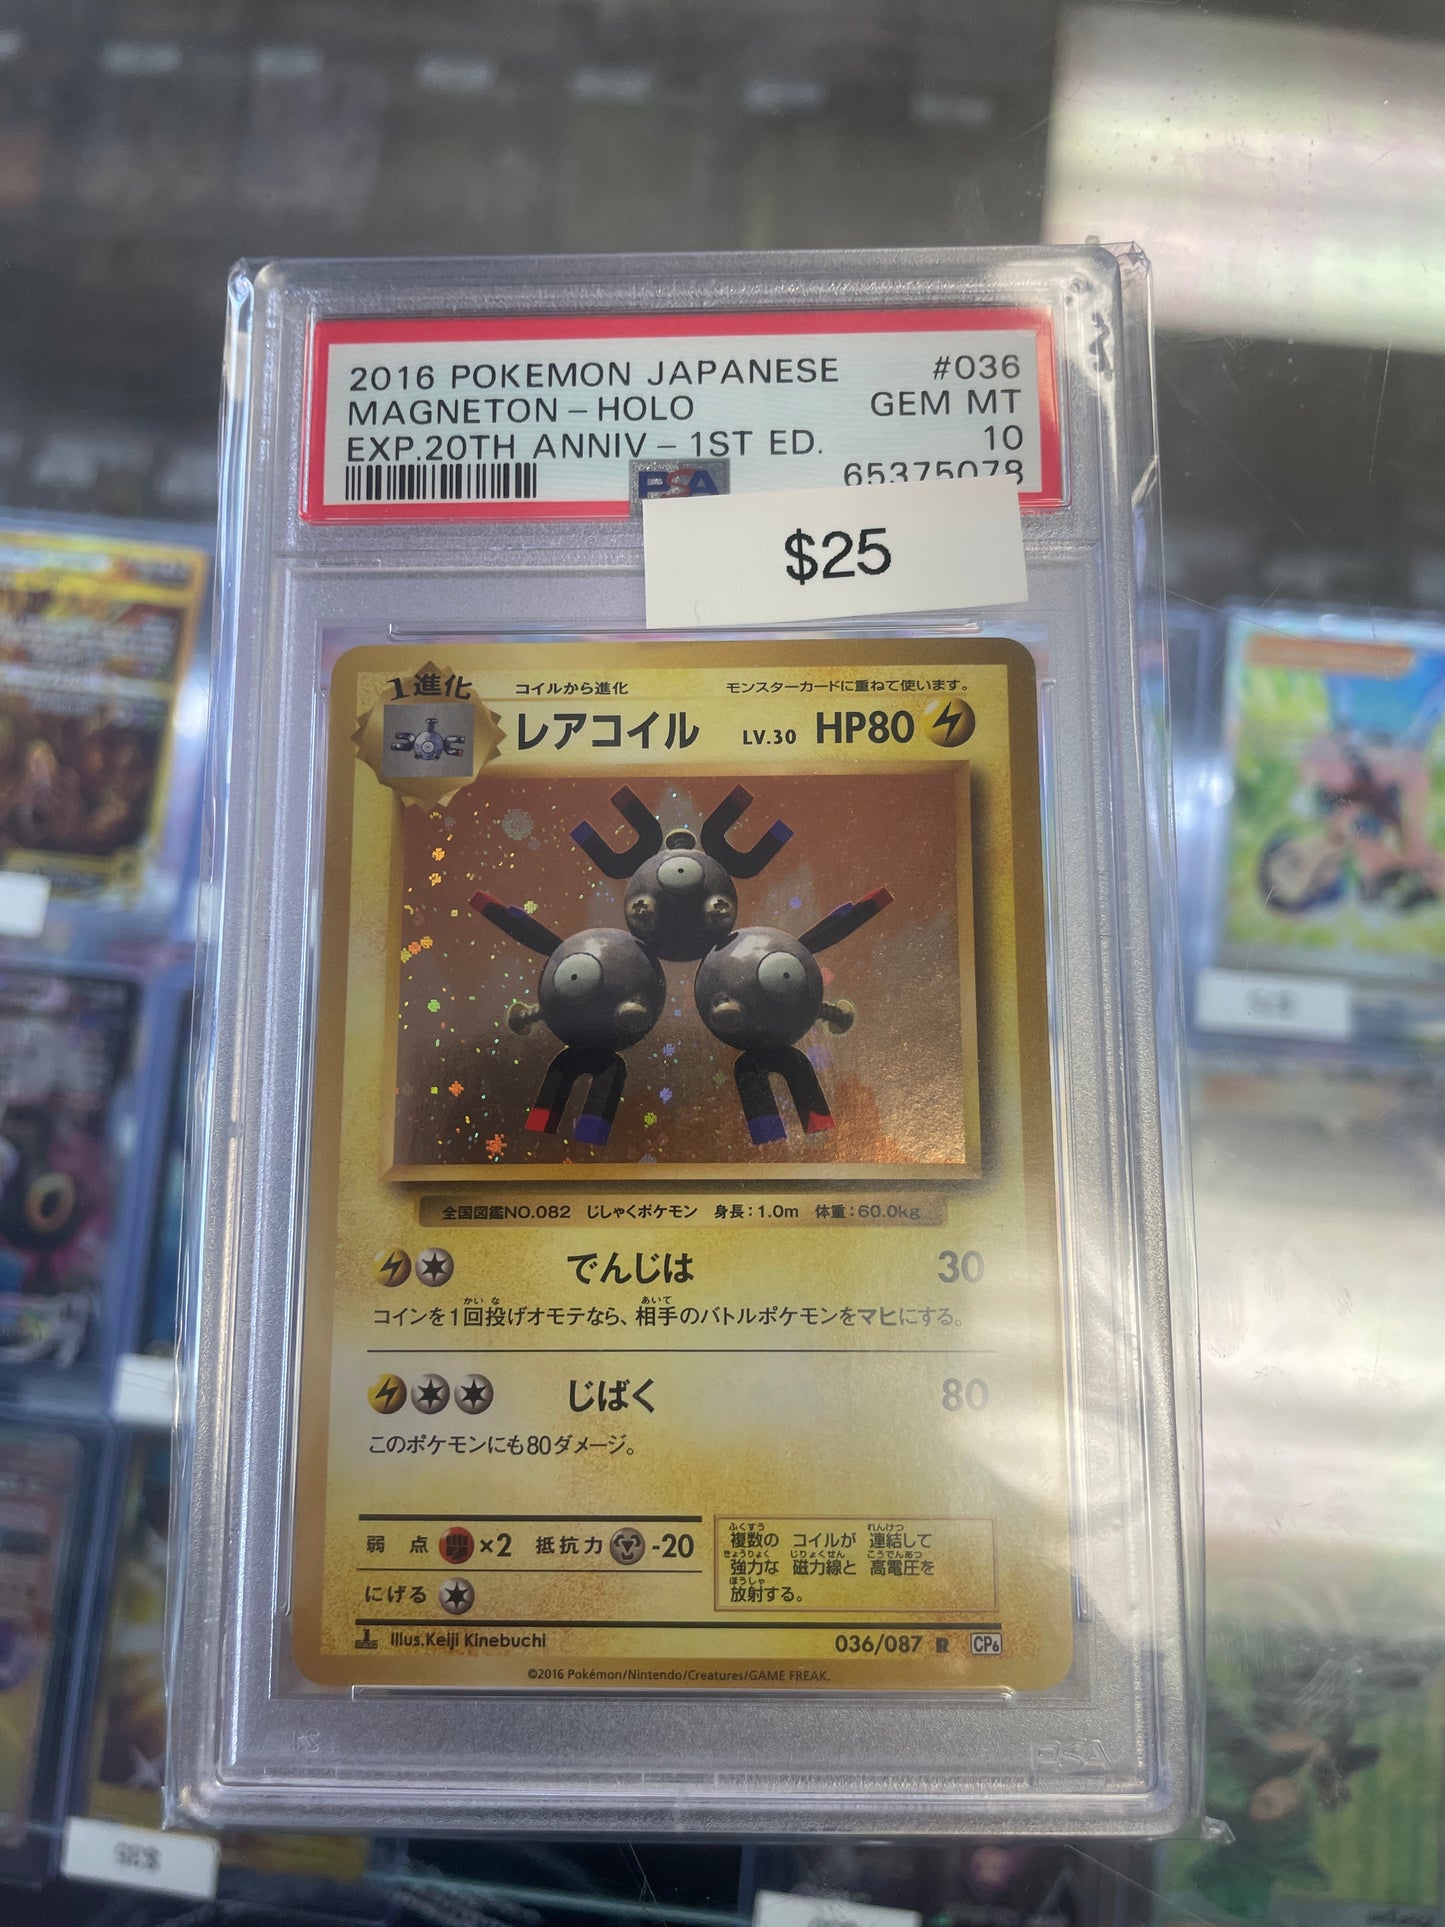 2016 POKEMON JAPANESE #036
MAGNETON - HOLO GEM MT
EXP.20TH ANNIV - 1ST ED. 10
65375078
PSA
$25
1進化
コイルから進化
モンスターカードに重ねて使います。
レアコイル LV.30 HP80
全国図鑑NO.082 じしゃくポケモン 身長:1.0m 体重:60.0kg
でんじは 30
コインを1回投げオモテなら、相手のバトルポケモンをマヒにする。
じばく 80
このポケモンにも80ダメージ。
弱点 ×2 抵抗力 -20
にげる
複数の コイルが 連結して
強力な 磁力線と 高電圧を
放射する。
Illus.Keiji Kinebuchi
036/087 R CP6
©2016 Pokémon/Nintendo/Creatures/GAME FREAK.
PSA